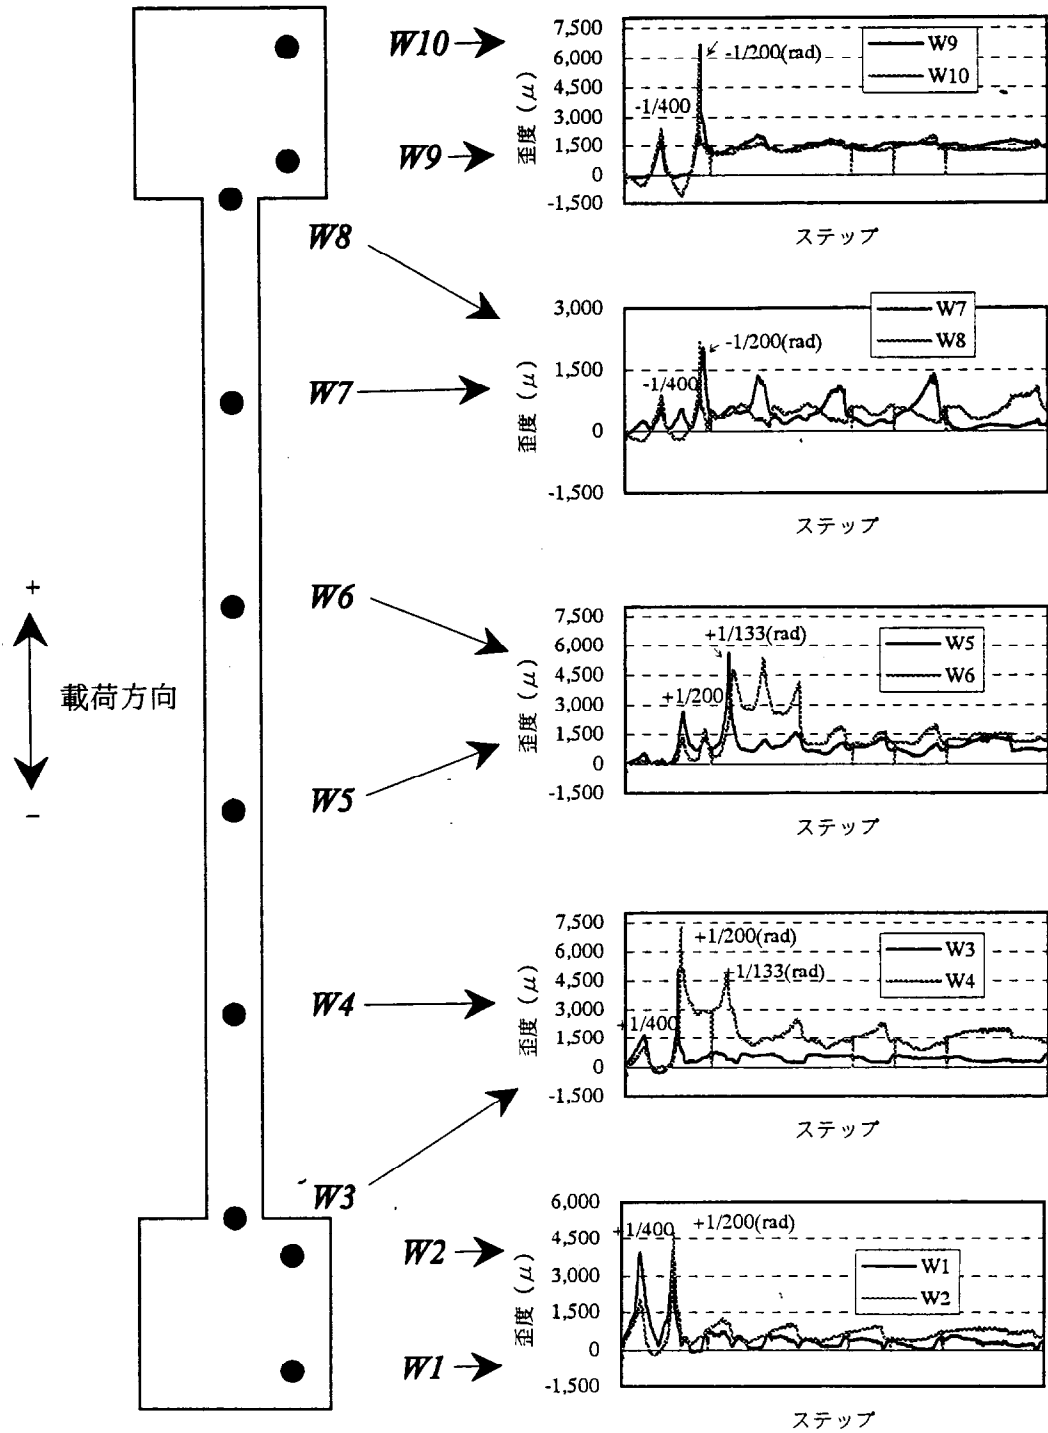 W10
W9
W8
W7
W6
W5
W4
W3
W2
W1
+
載荷方向
−
7,500
6,000
4,500
3,000
1,500
0
-1,500
歪度 (μ)
-1/400
-1/200(rad)
W9
W10
ステップ
3,000
1,500
0
-1,500
歪度 (μ)
-1/400
-1/200(rad)
W7
W8
ステップ
7,500
6,000
4,500
3,000
1,500
0
-1,500
歪度 (μ)
+1/200
+1/133(rad)
W5
W6
ステップ
7,500
6,000
4,500
3,000
1,500
0
-1,500
歪度 (μ)
+1/400
+1/200(rad)
+1/133(rad)
W3
W4
ステップ
6,000
4,500
3,000
1,500
0
-1,500
歪度 (μ)
+1/400
+1/200(rad)
W1
W2
ステップ